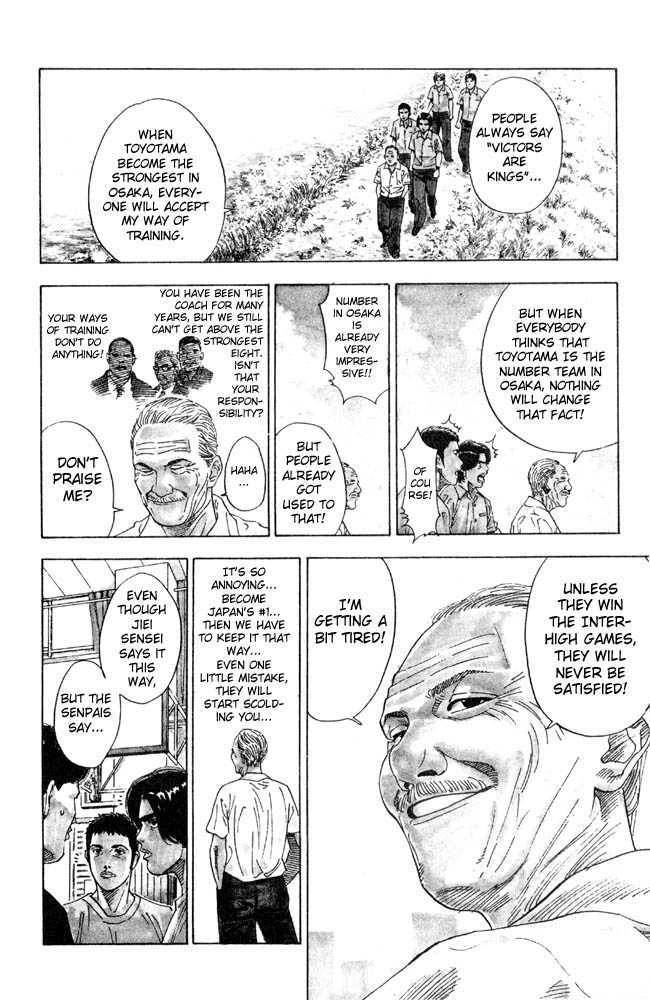 PEOPLE
ALWAYS SAY
"VICTORS
ARE
KINGS"...
WHEN
TOYOTAMA
BECOME THE
STRONGEST IN
OSAKA, EVERY-
ONE WILL ACCEPT
MY WAY OF
TRAINING.
BUT WHEN
EVERYBODY
THINKS THAT
TOYOTAMA IS THE
NUMBER TEAM IN
OSAKA, NOTHING
WILL CHANGE
THAT FACT!
OF
COU
RSE!
NUMBER
IN OSAKA
IS
ALREADY
VERY
IMPRES-
SIVE!!
BUT
PEOPLE
ALREADY
GOT
USED TO
THAT!
YOU HAVE BEEN THE
COACH FOR MANY
YEARS, BUT WE STILL
CAN'T GET ABOVE THE
STRONGEST
EIGHT.
ISN'T
THAT
YOUR
RESPON-
SIBILITY?
YOUR WAYS
OF TRAINING
DON'T DO
ANYTHING!
HAHA
...
DON'T
PRAISE
ME?
UNLESS
THEY WIN
THE INTER-
HIGH GAMES,
THEY WILL
NEVER BE
SATISFIED!
I'M
GETTING A
BIT TIRED!
IT'S SO
ANNOYING...
BECOME
JAPAN'S #1...
THEN WE HAVE
TO KEEP IT THAT
WAY...
EVEN ONE
LITTLE MISTAKE,
THEY WILL
START SCOLD-
ING YOU...
EVEN
THOUGH
JIEI
SENSEI
SAYS IT
THIS
WAY,
BUT THE
SENPAIS
SAY...